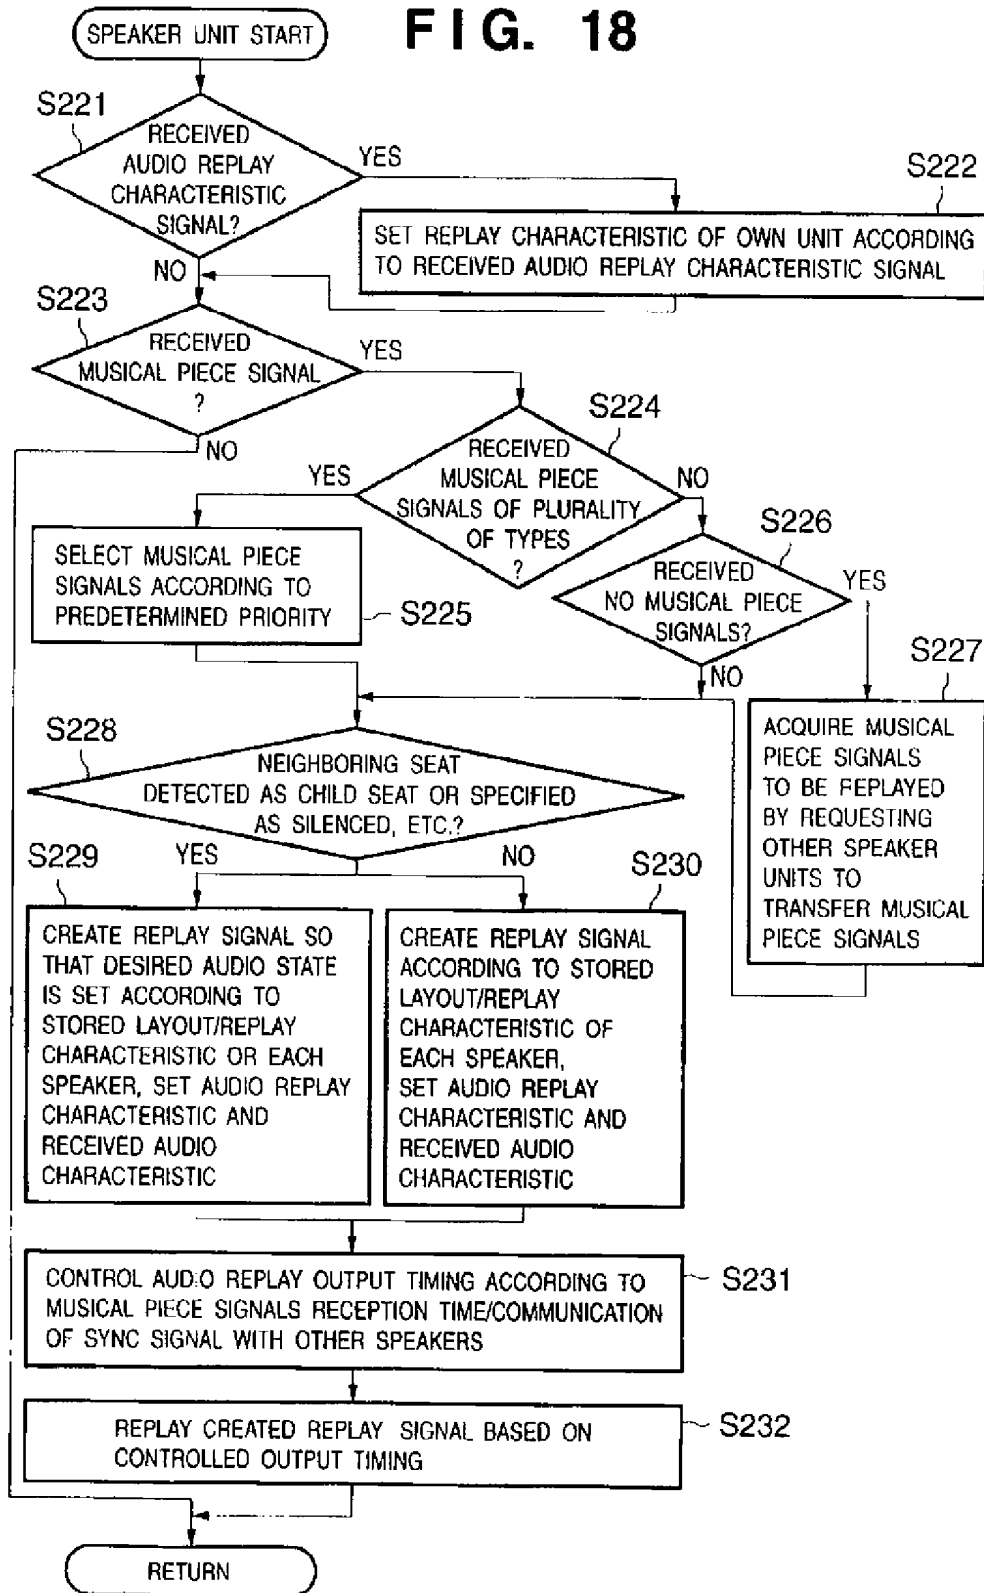 FIG. 18
SPEAKER UNIT START
S221
RECEIVED
AUDIO REPLAY
CHARACTERISTIC
SIGNAL?
YES
NO
S222
SET REPLAY CHARACTERISTIC OF OWN UNIT ACCORDING
TO RECEIVED AUDIO REPLAY CHARACTERISTIC SIGNAL
S223
RECEIVED
MUSICAL PIECE SIGNAL
?
YES
NO
S224
RECEIVED
MUSICAL PIECE
SIGNALS OF PLURALITY
OF TYPES
?
YES
NO
SELECT MUSICAL PIECE
SIGNALS ACCORDING TO
PREDETERMINED PRIORITY
S225
S226
RECEIVED
NO MUSICAL PIECE
SIGNALS?
YES
NO
S227
ACQUIRE MUSICAL
PIECE SIGNALS
TO BE REPLAYED
BY REQUESTING
OTHER SPEAKER
UNITS TO
TRANSFER MUSICAL
PIECE SIGNALS
S228
NEIGHBORING SEAT
DETECTED AS CHILD SEAT OR SPECIFIED
AS SILENCED, ETC.?
YES
NO
S229
CREATE REPLAY SIGNAL SO
THAT DESIRED AUDIO STATE
IS SET ACCORDING TO
STORED LAYOUT/REPLAY
CHARACTERISTIC OR EACH
SPEAKER, SET AUDIO REPLAY
CHARACTERISTIC AND
RECEIVED AUDIO
CHARACTERISTIC
S230
CREATE REPLAY SIGNAL
ACCORDING TO STORED
LAYOUT/REPLAY
CHARACTERISTIC OF
EACH SPEAKER,
SET AUDIO REPLAY
CHARACTERISTIC AND
RECEIVED AUDIO
CHARACTERISTIC
CONTROL AUDIO REPLAY OUTPUT TIMING ACCORDING TO
MUSICAL PIECE SIGNALS RECEPTION TIME/COMMUNICATION
OF SYNC SIGNAL WITH OTHER SPEAKERS
S231
REPLAY CREATED REPLAY SIGNAL BASED ON
CONTROLLED OUTPUT TIMING
S232
RETURN